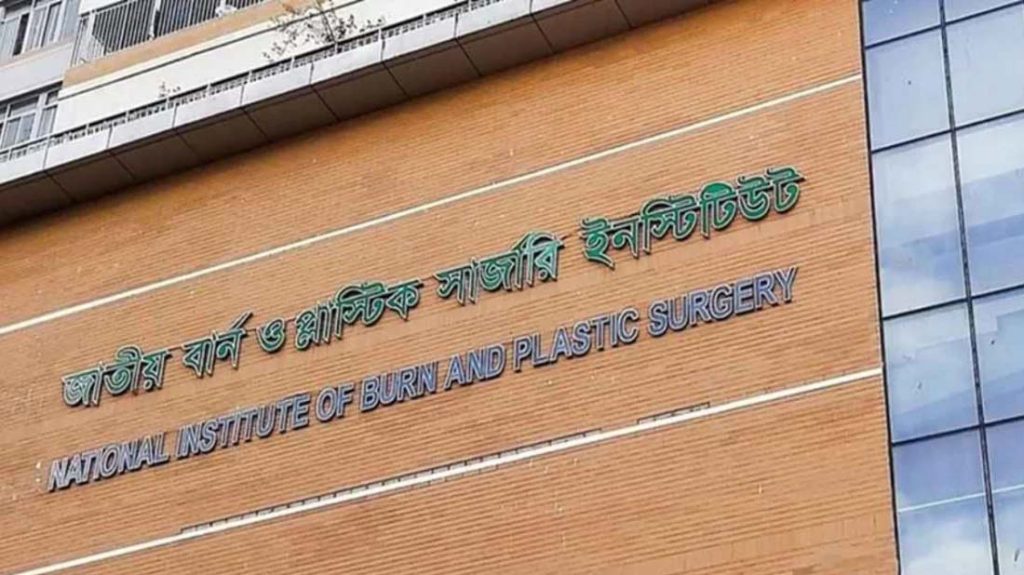 জাতীয় বার্ন ও প্লাস্টিক সার্জারি ইনস্টিটিউট
NATIONAL INSTITUTE OF BURN AND PLASTIC SURGERY